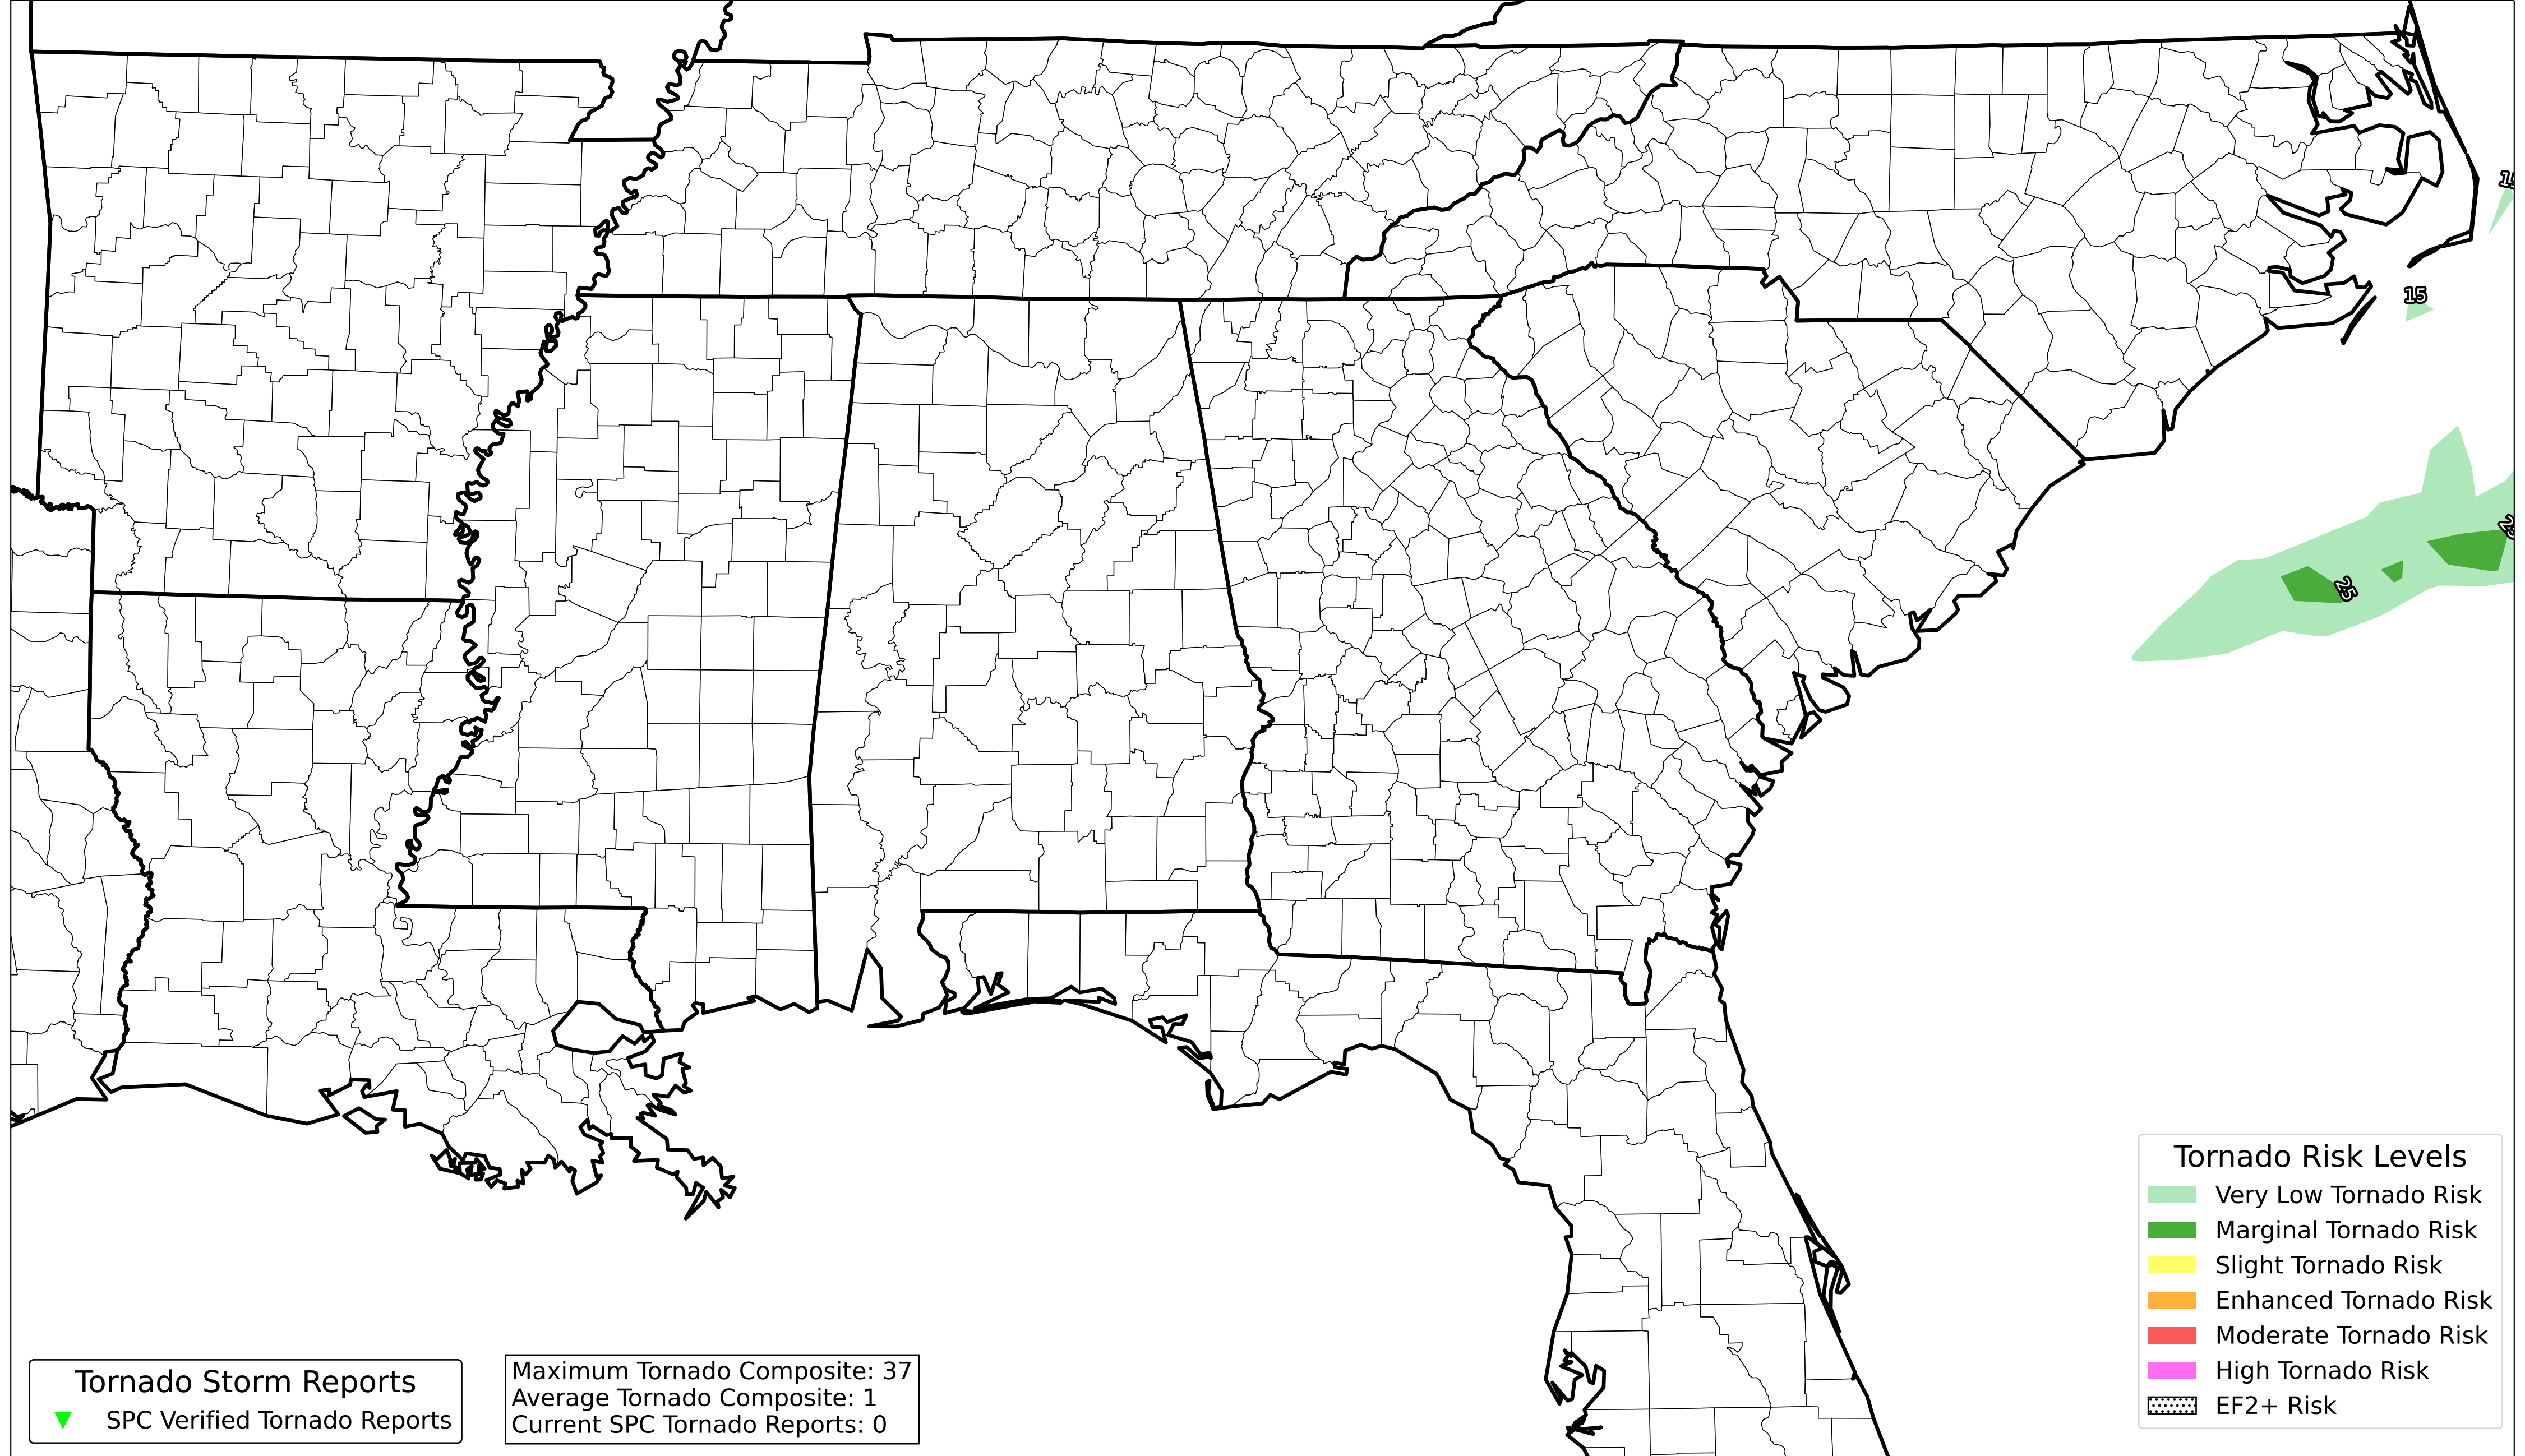 15
25
Tornado Risk Levels
Very Low Tornado Risk
Marginal Tornado Risk
Slight Tornado Risk
Enhanced Tornado Risk
Moderate Tornado Risk
High Tornado Risk
EF2+ Risk
Tornado Storm Reports
SPC Verified Tornado Reports
Maximum Tornado Composite: 37
Average Tornado Composite: 1
Current SPC Tornado Reports: 0